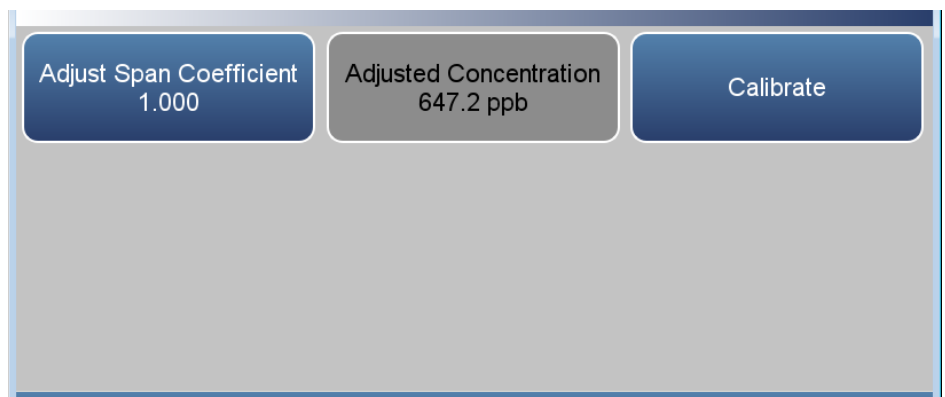 Adjust Span Coefficient
1.000
Adjusted Concentration
647.2 ppb
Calibrate